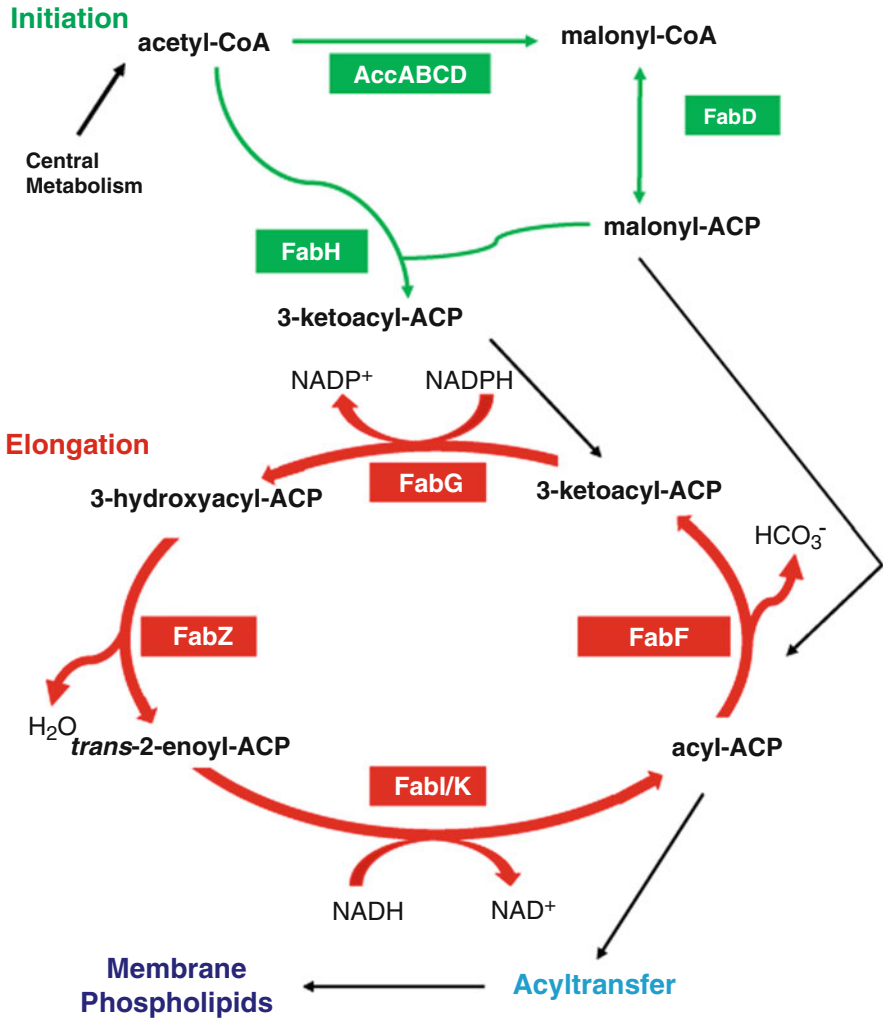 Initiation
acetyl-CoA
malonyl-CoA
AccABCD
FabD
Central
Metabolism
malonyl-ACP
FabH
3-ketoacyl-ACP
NADP⁺
NADPH
Elongation
FabG
3-ketoacyl-ACP
3-hydroxyacyl-ACP
HCO₃⁻
FabZ
FabF
H₂O
trans-2-enoyl-ACP
acyl-ACP
FabI/K
NADH
NAD⁺
Membrane
Phospholipids
Acyltransfer